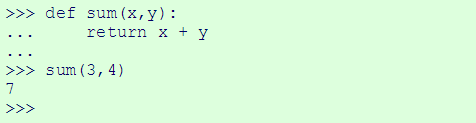 >>> def sum(x,y):
...     return x + y
...
>>> sum(3,4)
7
>>>